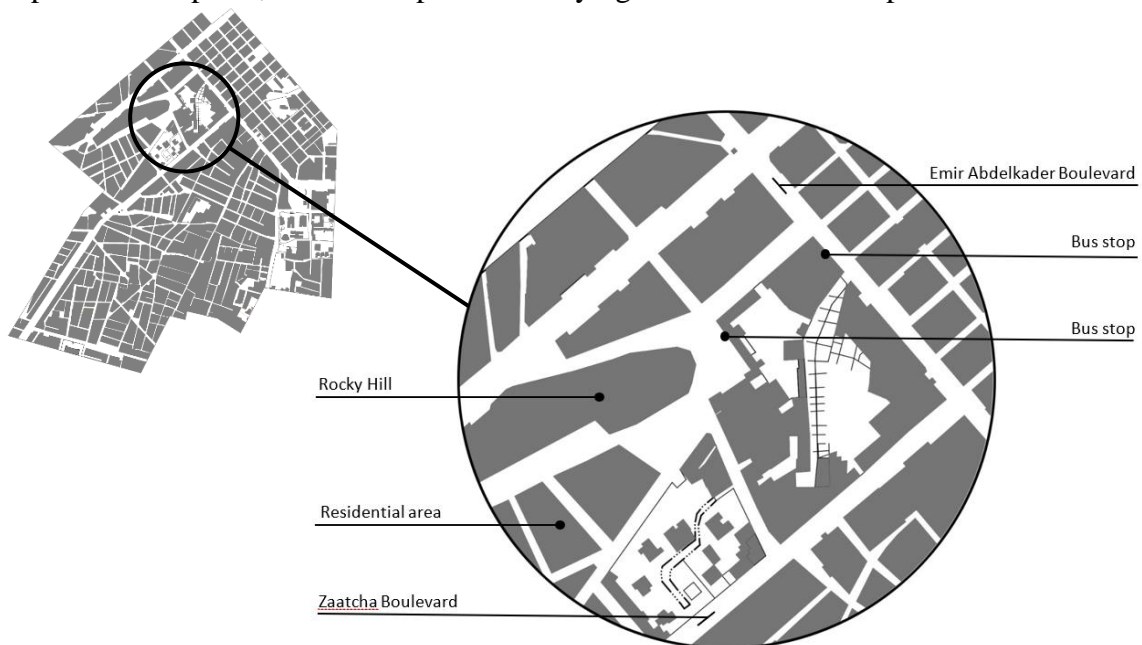 Emir Abdelkader Boulevard
Bus stop
Bus stop
Rocky Hill
Residential area
Zaatcha Boulevard